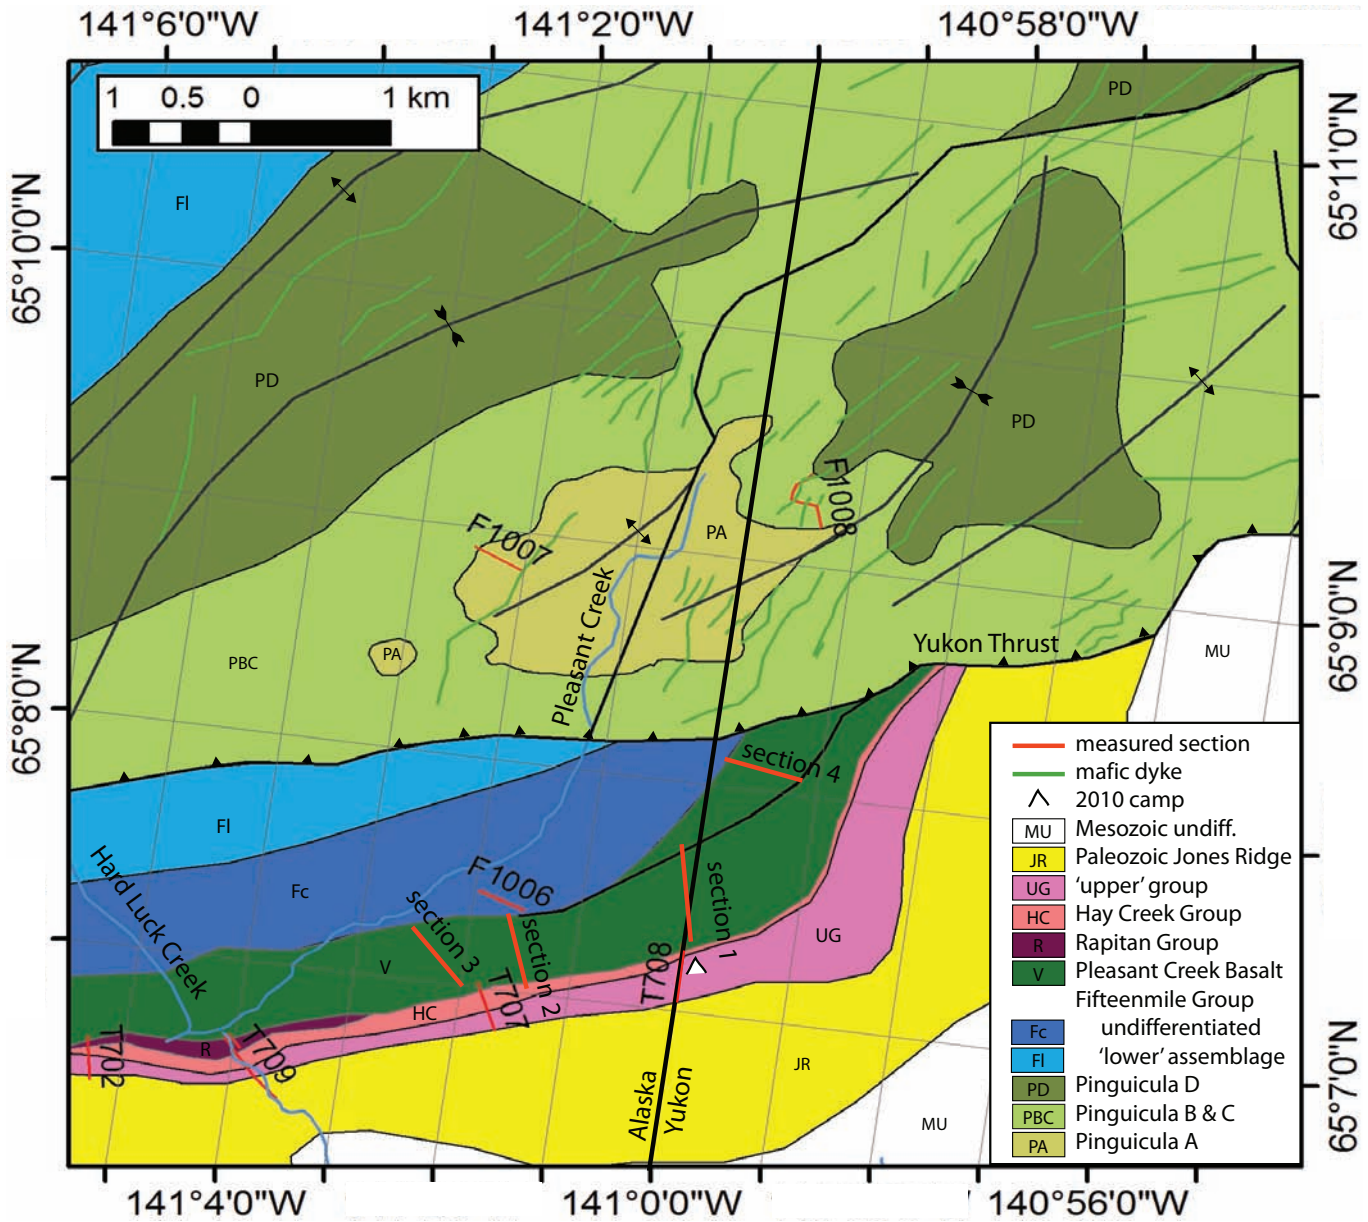 141°6'0"W
141°2'0"W
140°58'0"W
1 0.5 0 1 km
PD
65°11'0"N
Fl
65°10'0"N
PD
PD
F1008
F1007
PA
Pleasant Creek
65°9'0"N
PA
PBC
Yukon Thrust
MU
65°8'0"N
section 4
Fl
Hard Luck Creek
Fc
F1006
section 3
section 2
section 1
V
UG
T708
T707
HC
T702
R
T709
JR
Alaska
Yukon
MU
65°7'0"N
measured section
mafic dyke
2010 camp
MU Mesozoic undiff.
JR Paleozoic Jones Ridge
UG 'upper' group
HC Hay Creek Group
R Rapitan Group
V Pleasant Creek Basalt
Fifteenmile Group
Fc undifferentiated
Fl 'lower' assemblage
PD Pinguicula D
PBC Pinguicula B & C
PA Pinguicula A
141°4'0"W
141°0'0"W
140°56'0"W